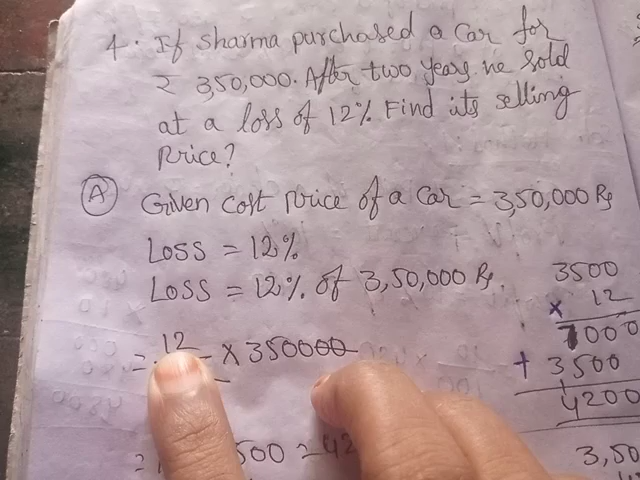 4. If sharma purchased a Car for
₹ 3,50,000. After two years he sold
at a loss of 12% Find its selling
Price?
(A) Given cost price of a car = 3,50,000 Rs
LOSS = 12%
LOSS = 12% of 3,50,000 Rs.
= 12 × 350000
500 = 42
3500
× 12
7000
+ 3500
4200
3,50